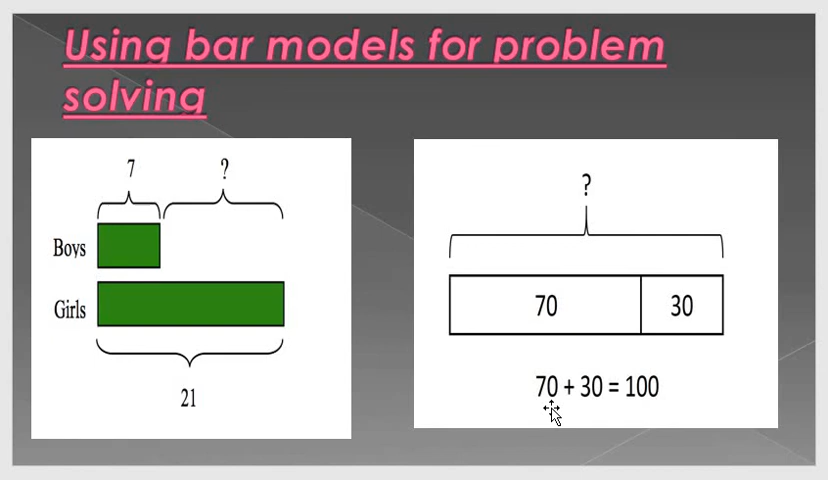 Using bar models for problem
solving
7 ?
Boys
Girls
21
?
70 30
70 + 30 = 100